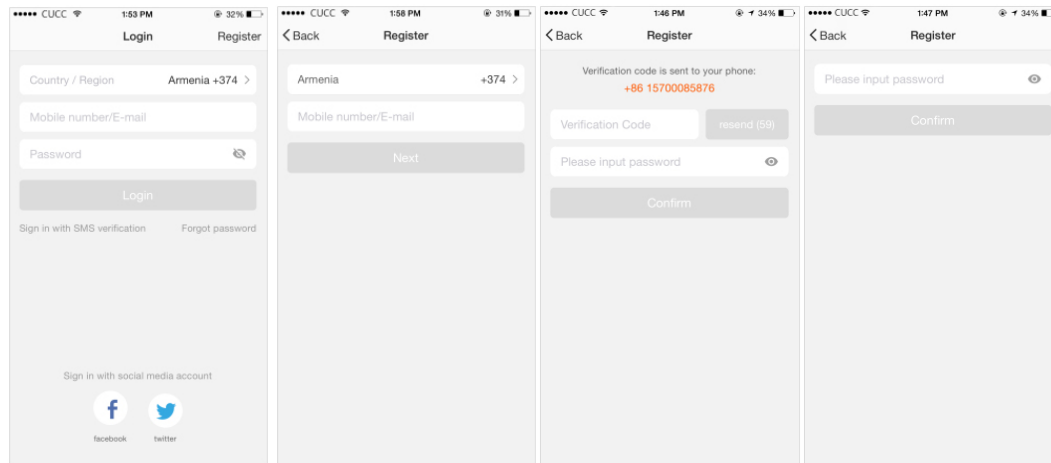 CUCC 1:53 PM 32%
Login Register
Country / Region Armenia +374 >
Mobile number/E-mail
Password
Login
Sign in with SMS verification Forgot password
Sign in with social media account
facebook twitter
CUCC 1:58 PM 31%
< Back Register
Armenia +374 >
Mobile number/E-mail
Next
CUCC 1:46 PM 34%
< Back Register
Verification code is sent to your phone:
+86 15700085876
Verification Code resend (59)
Please input password
Confirm
CUCC 1:47 PM 34%
< Back Register
Please input password
Confirm